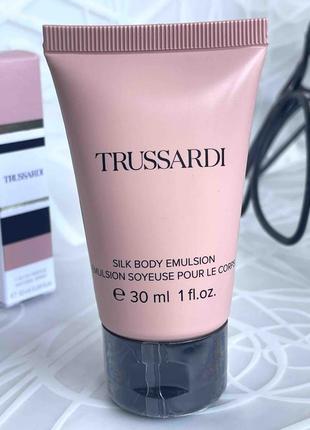 TRUSSARDI
TRUSSARDI
SILK BODY EMULSION
EMULSION SOYEUSE POUR LE CORPS
℮ 30 ml 1 fl.oz.